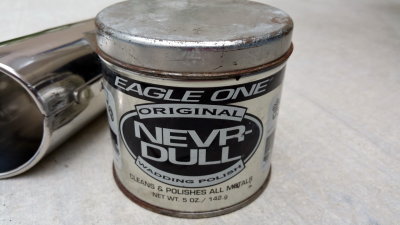 EAGLE ONE
ORIGINAL
NEVR-
DULL
WADDING POLISH
CLEANS & POLISHES ALL METALS
NET WT. 5 OZ./142 g